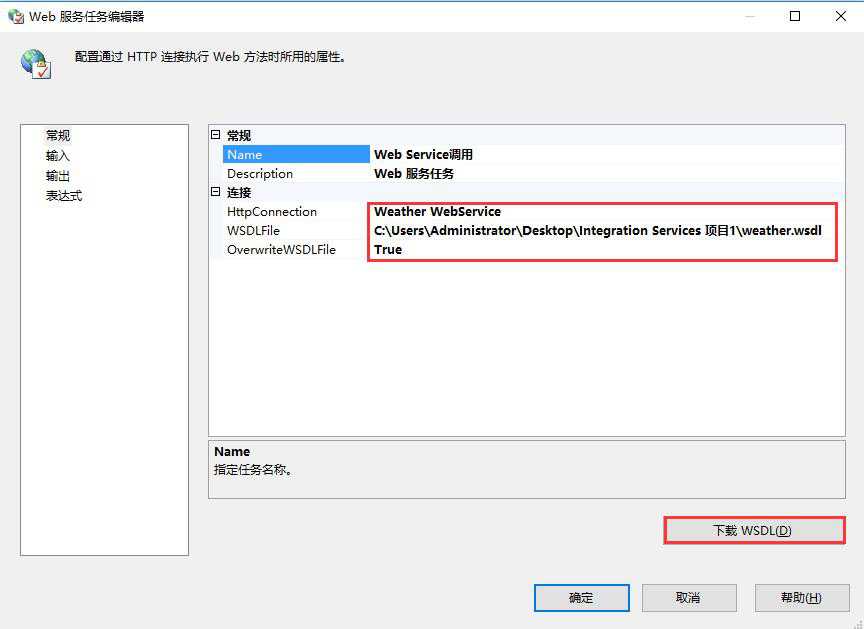 Web 服务任务编辑器
配置通过 HTTP 连接执行 Web 方法时所用的属性。
常规
输入
输出
表达式
常规
Name Web Service调用
Description Web 服务任务
连接
HttpConnection Weather WebService
WSDLFile C:\Users\Administrator\Desktop\Integration Services 项目1\weather.wsdl
OverwriteWSDLFile True
Name
指定任务名称。
下载 WSDL(D)
确定 取消 帮助(H)